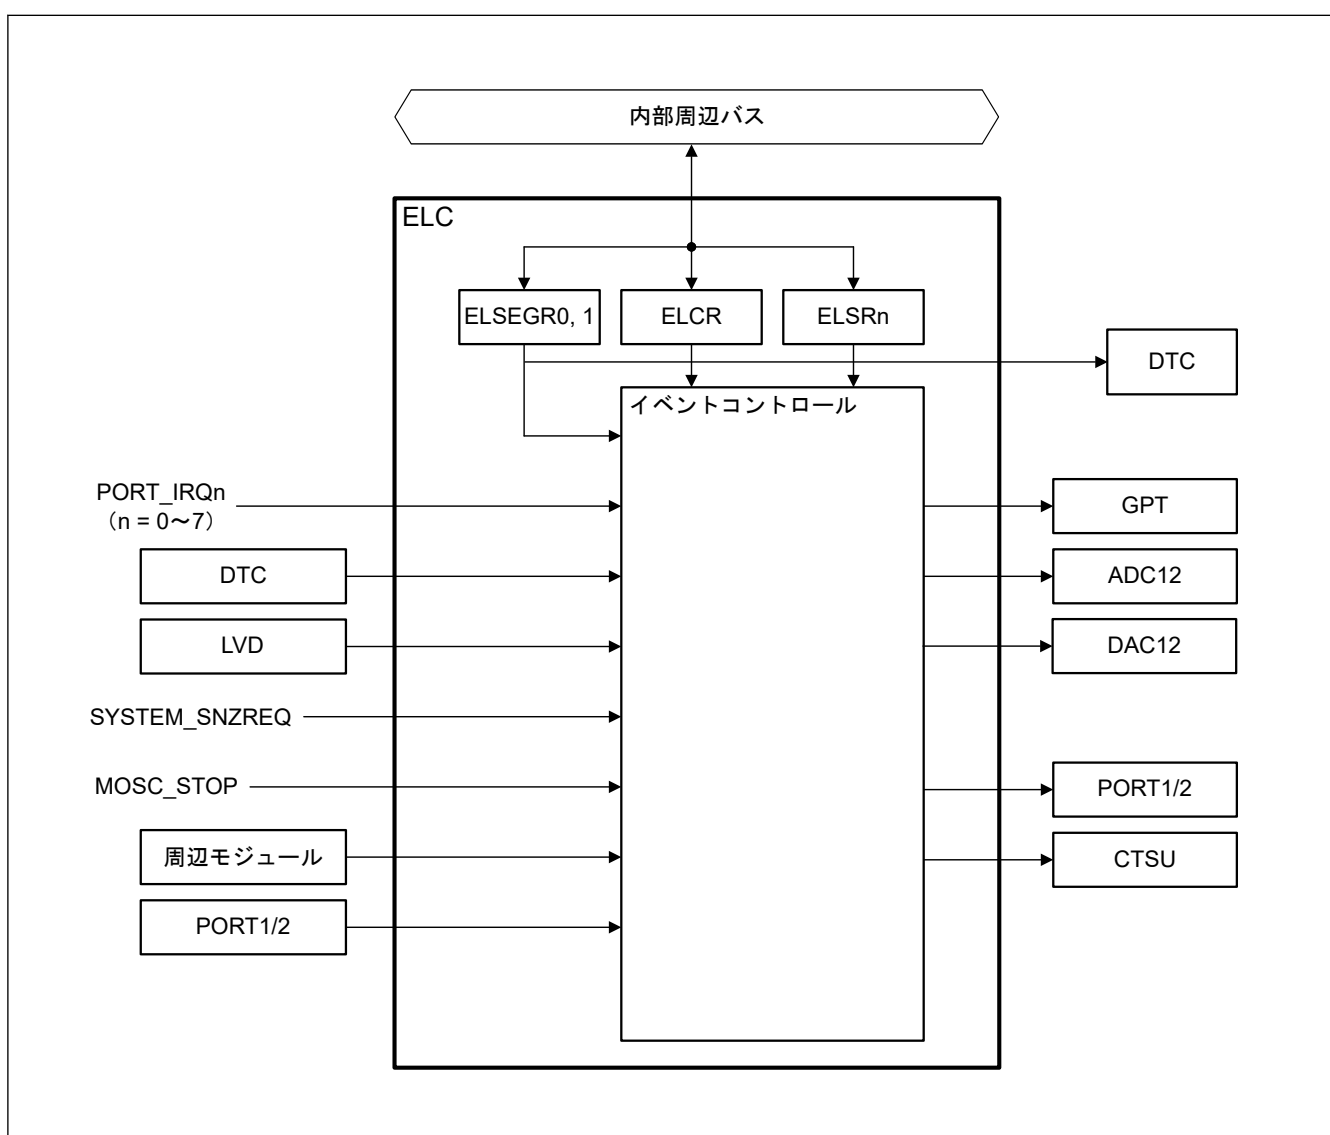 内部周辺バス
ELC
ELSEGR0, 1
ELCR
ELSRn
DTC
イベントコントロール
PORT_IRQn
（n = 0～7）
GPT
DTC
ADC12
LVD
DAC12
SYSTEM_SNZREQ
MOSC_STOP
PORT1/2
周辺モジュール
CTSU
PORT1/2